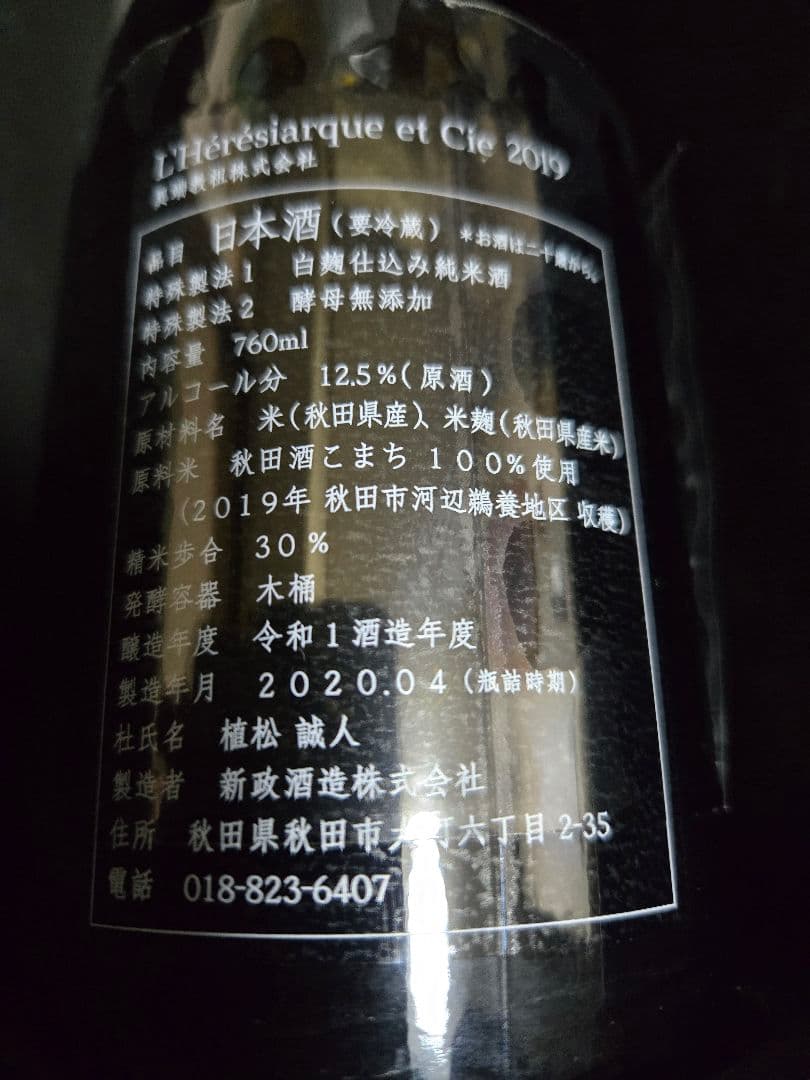 L'Hérésiarque et Cie 2019
異端教祖株式会社
品目 日本酒（要冷蔵） ＊お酒は二十歳から。
特殊製法1 白麹仕込み純米酒
特殊製法2 酵母無添加
内容量 760ml
アルコール分 12.5%(原酒)
原材料名 米(秋田県産)、米麹(秋田県産米)
原料米 秋田酒こまち 100%使用
(2019年 秋田市河辺鵜養地区 収穫)
精米歩合 30%
発酵容器 木桶
醸造年度 令和1酒造年度
製造年月 2020.04(瓶詰時期)
杜氏名 植松 誠人
製造者 新政酒造株式会社
住所 秋田県秋田市大町六丁目2-35
電話 018-823-6407